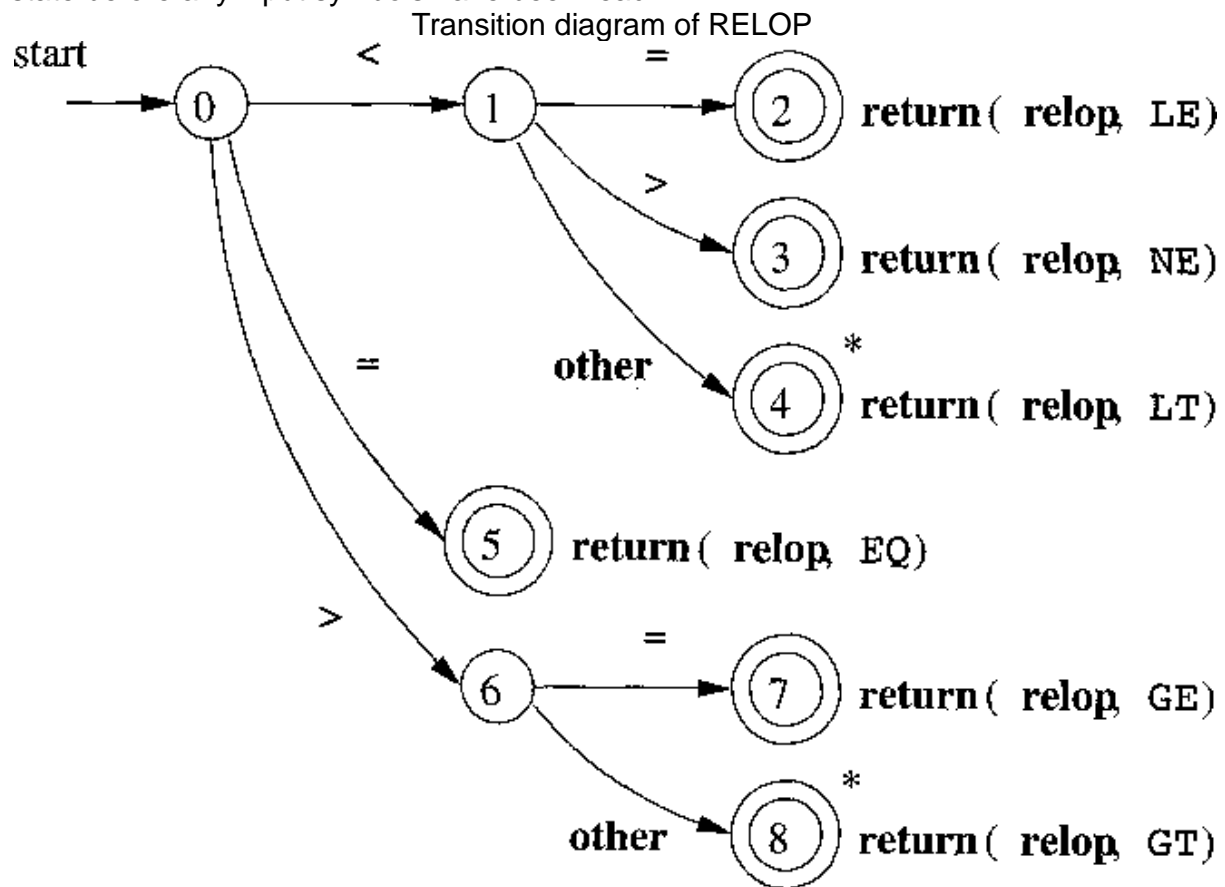 Transition diagram of RELOP
start
<
=
0
1
2
return( relop, LE)
>
3
return( relop, NE)
=
other
4
*
return( relop, LT)
5
return( relop, EQ)
>
=
6
7
return( relop, GE)
other
8
*
return( relop, GT)